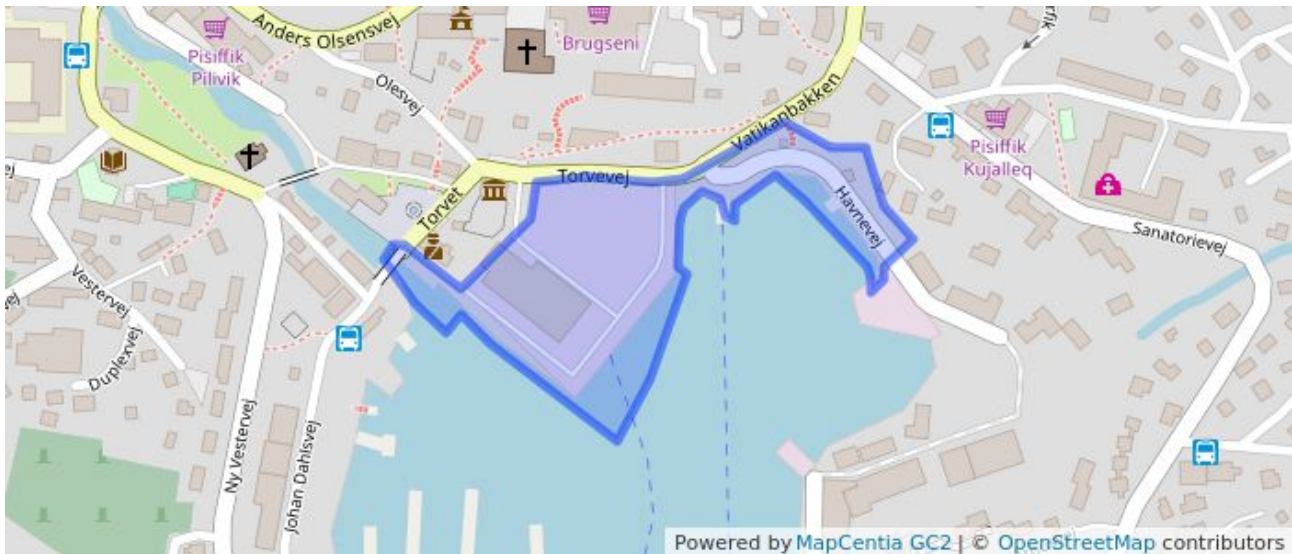 Anders Olsensvej
Pisiffik
Pilivik
Brugseni
Olesvej
Vatikanbakken
Pisiffik
Kujalleq
Torvevej
Torvet
Havnevej
Sanatorievej
Vestervej
Duplexvej
Ny Vestervej
Johan Dahlsvej
Powered by MapCentia GC2 | © OpenStreetMap contributors